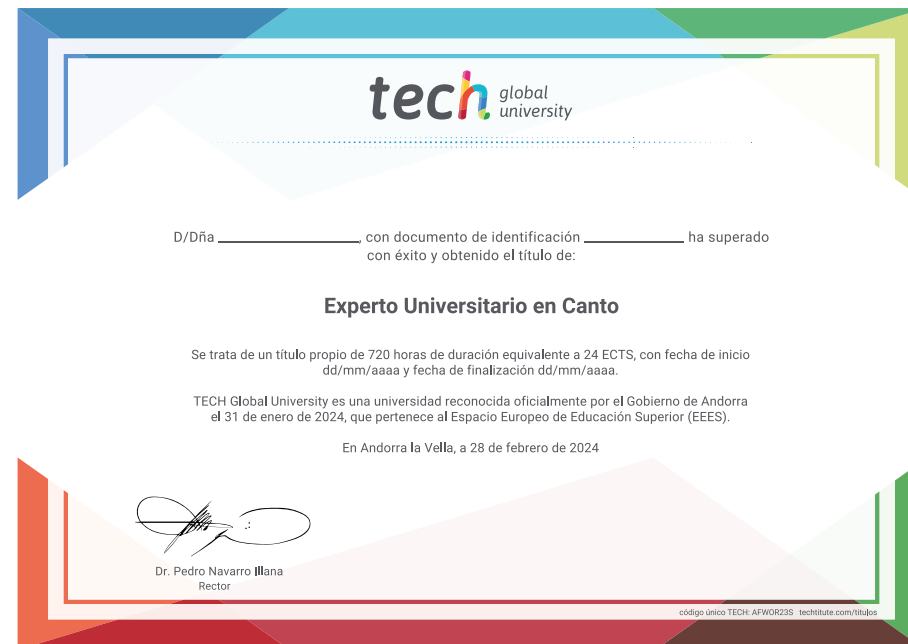 tech global
university
D/Dña ____________________, con documento de identificación ______________ ha superado
con éxito y obtenido el título de:
Experto Universitario en Canto
Se trata de un título propio de 720 horas de duración equivalente a 24 ECTS, con fecha de inicio
dd/mm/aaaa y fecha de finalización dd/mm/aaaa.
TECH Global University es una universidad reconocida oficialmente por el Gobierno de Andorra
el 31 de enero de 2024, que pertenece al Espacio Europeo de Educación Superior (EEES).
En Andorra la Vella, a 28 de febrero de 2024
Dr. Pedro Navarro Illana
Rector
código único TECH: AFWOR23S techtitute.com/titulos